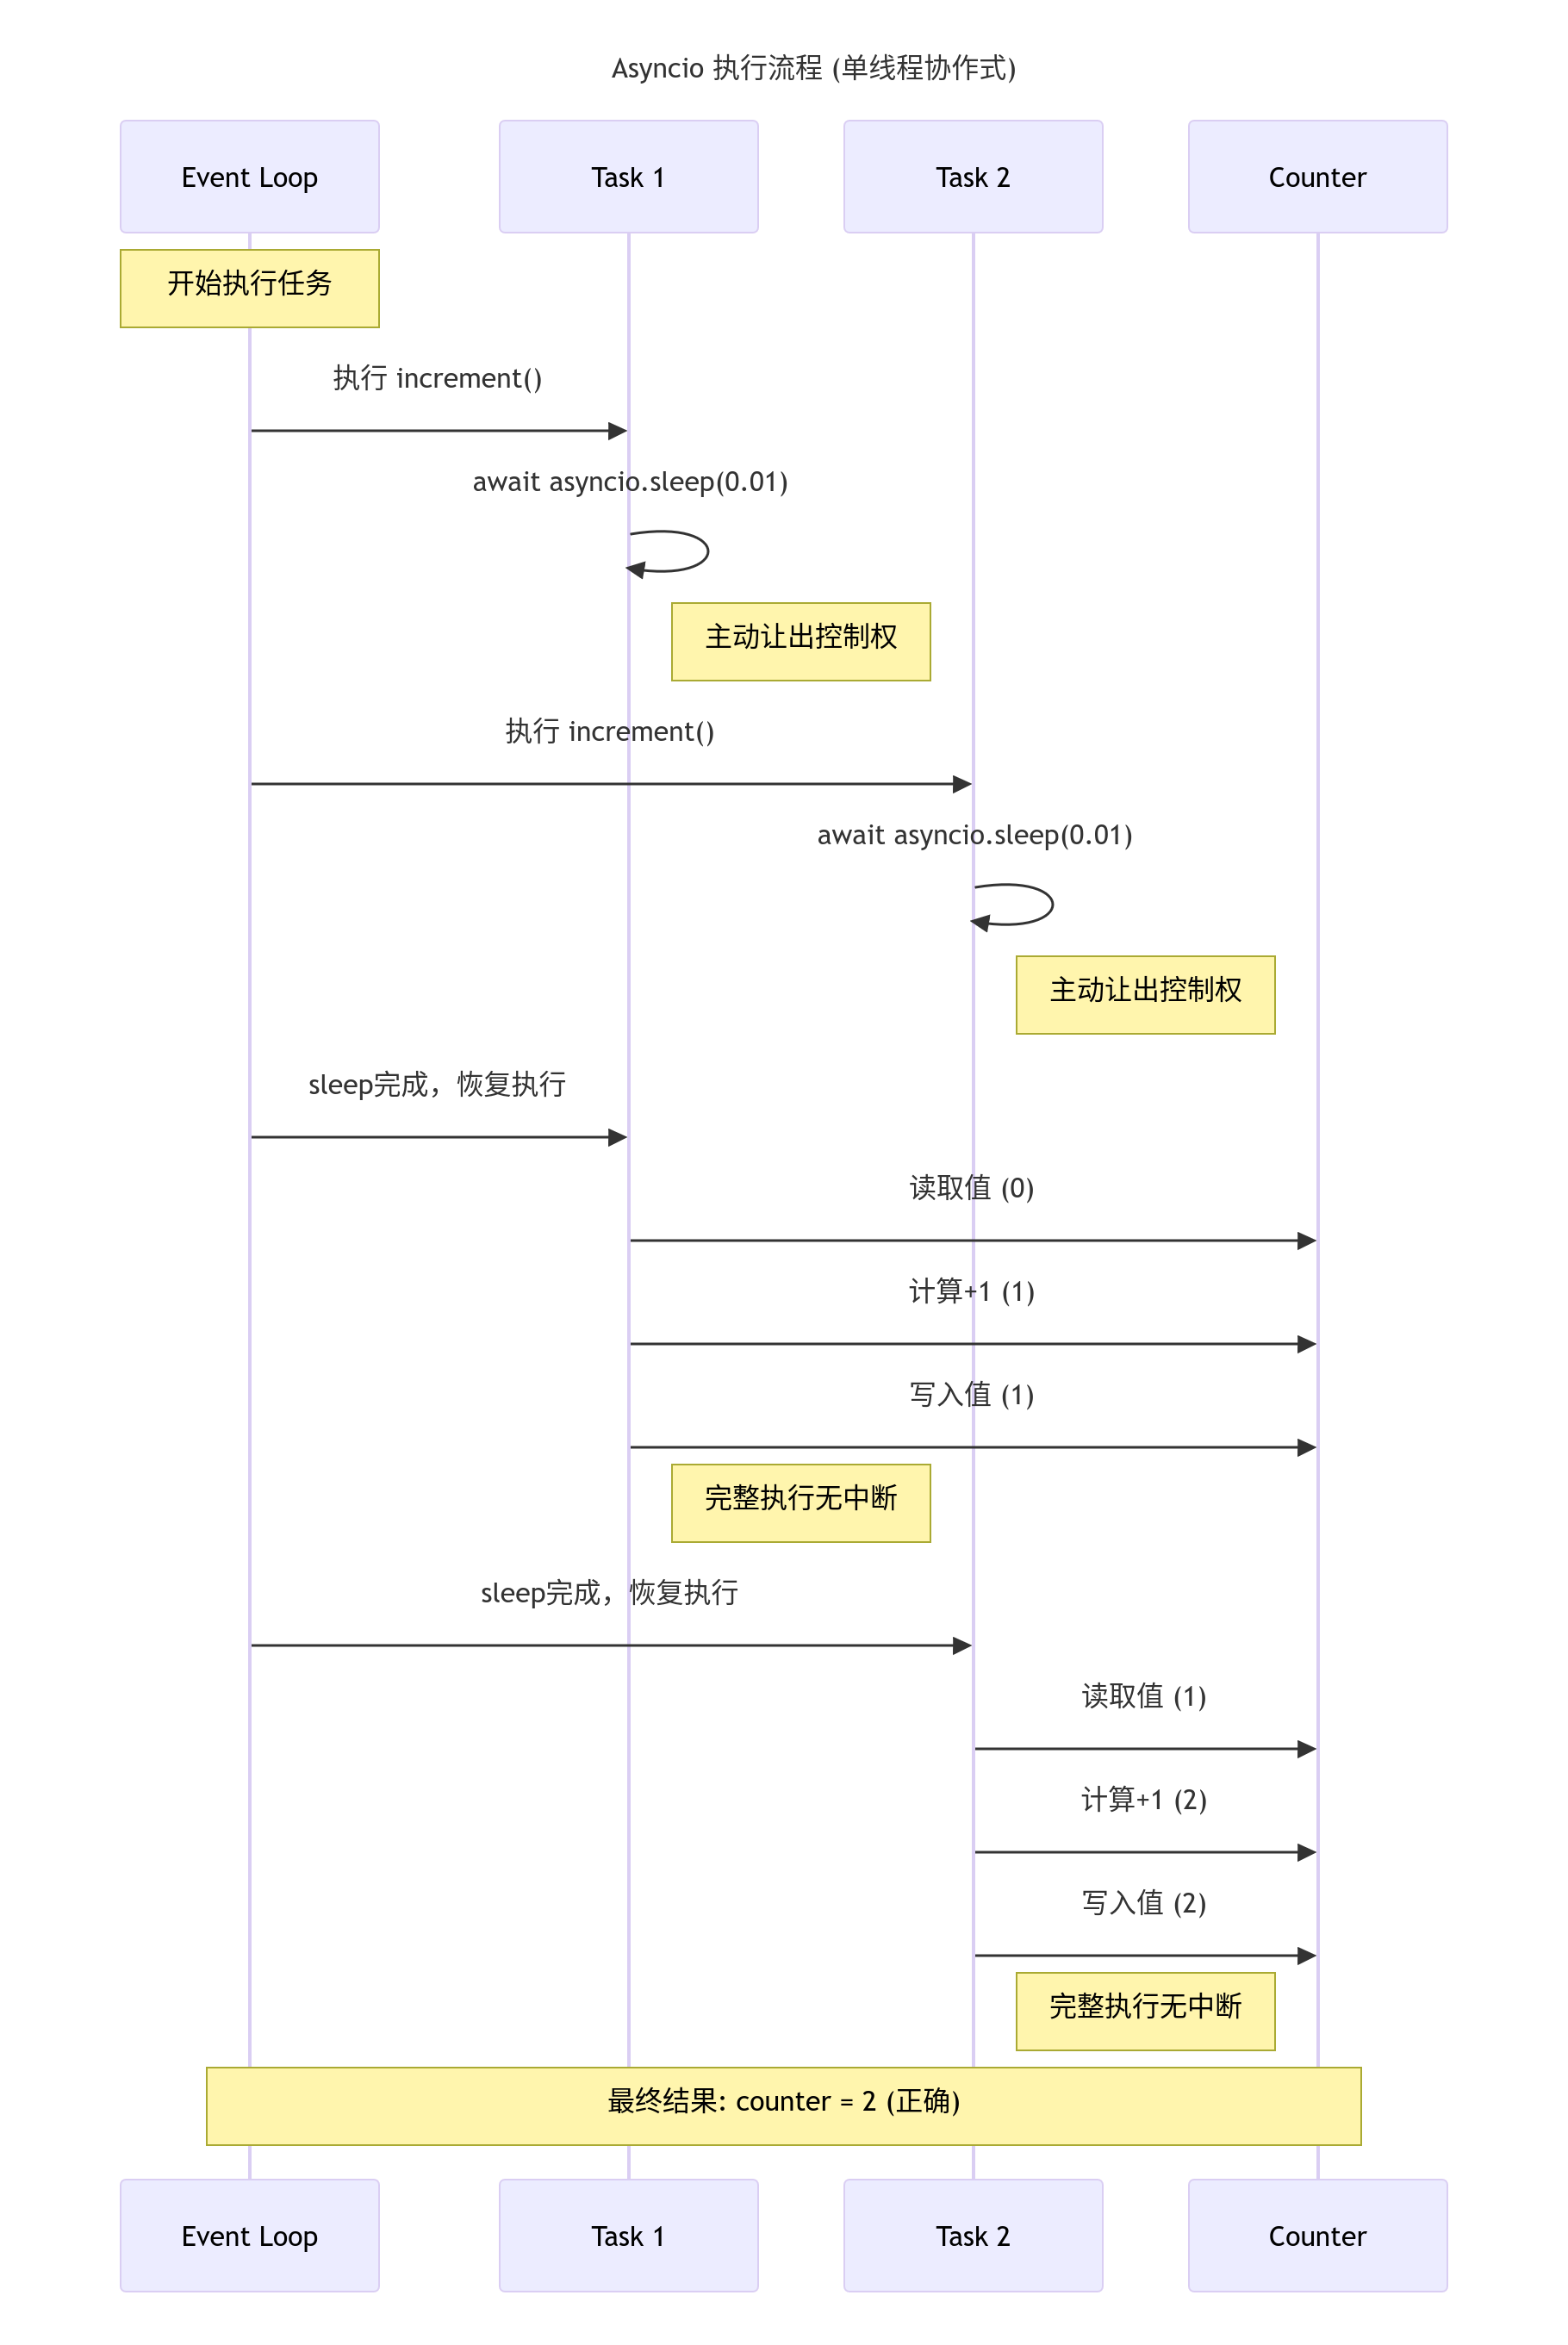 Asyncio 执行流程 (单线程协作式)
Event Loop
Task 1
Task 2
Counter
开始执行任务
执行 increment()
await asyncio.sleep(0.01)
主动让出控制权
执行 increment()
await asyncio.sleep(0.01)
主动让出控制权
sleep完成，恢复执行
读取值 (0)
计算+1 (1)
写入值 (1)
完整执行无中断
sleep完成，恢复执行
读取值 (1)
计算+1 (2)
写入值 (2)
完整执行无中断
最终结果: counter = 2 (正确)
Event Loop
Task 1
Task 2
Counter